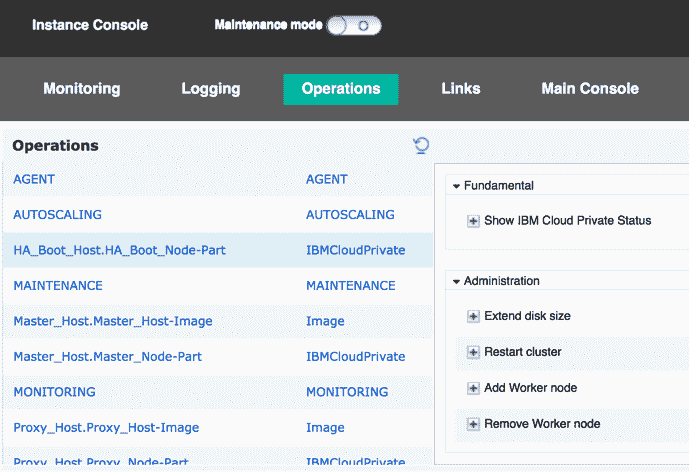 Instance Console
Maintenance mode
Monitoring Logging Operations Links Main Console
Operations
AGENT AGENT
AUTOSCALING AUTOSCALING
HA_Boot_Host.HA_Boot_Node-Part IBMCloudPrivate
MAINTENANCE MAINTENANCE
Master_Host.Master_Host-Image Image
Master_Host.Master_Node-Part IBMCloudPrivate
MONITORING MONITORING
Proxy_Host.Proxy_Host-Image Image
Proxy_Host.Proxy_Node-Part IBMCloudPrivate
Fundamental
Show IBM Cloud Private Status
Administration
Extend disk size
Restart cluster
Add Worker node
Remove Worker node